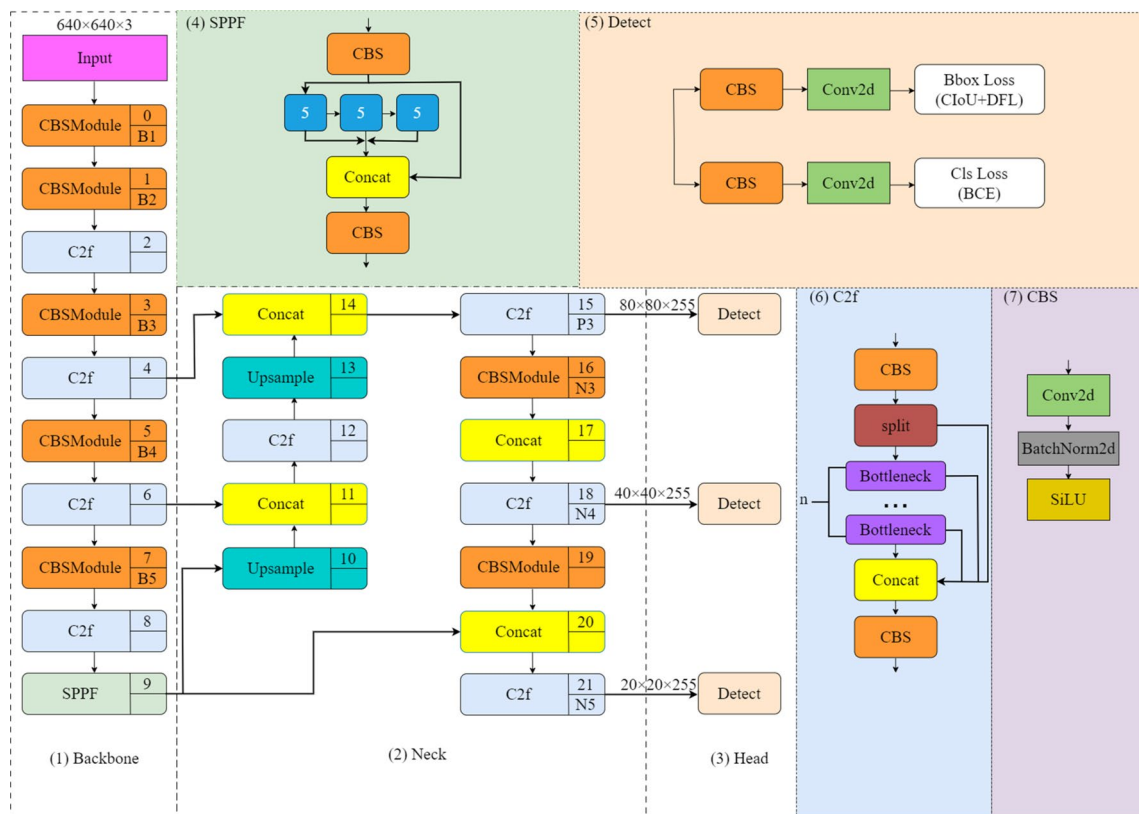 640×640×3
Input
CBSModule
0
B1
CBSModule
1
B2
C2f
2
CBSModule
3
B3
C2f
4
CBSModule
5
B4
C2f
6
CBSModule
7
B5
C2f
8
SPPF
9
(1) Backbone
(4) SPPF
CBS
5
5
5
Concat
CBS
(5) Detect
CBS
Conv2d
Bbox Loss
(CIoU+DFL)
CBS
Conv2d
Cls Loss
(BCE)
Concat
14
Upsample
13
C2f
12
Concat
11
Upsample
10
C2f
15
P3
CBSModule
16
N3
Concat
17
C2f
18
N4
CBSModule
19
Concat
20
C2f
21
N5
(2) Neck
80×80×255
Detect
40×40×255
Detect
20×20×255
Detect
(3) Head
(6) C2f
CBS
split
Bottleneck
n
...
Bottleneck
Concat
CBS
(7) CBS
Conv2d
BatchNorm2d
SiLU